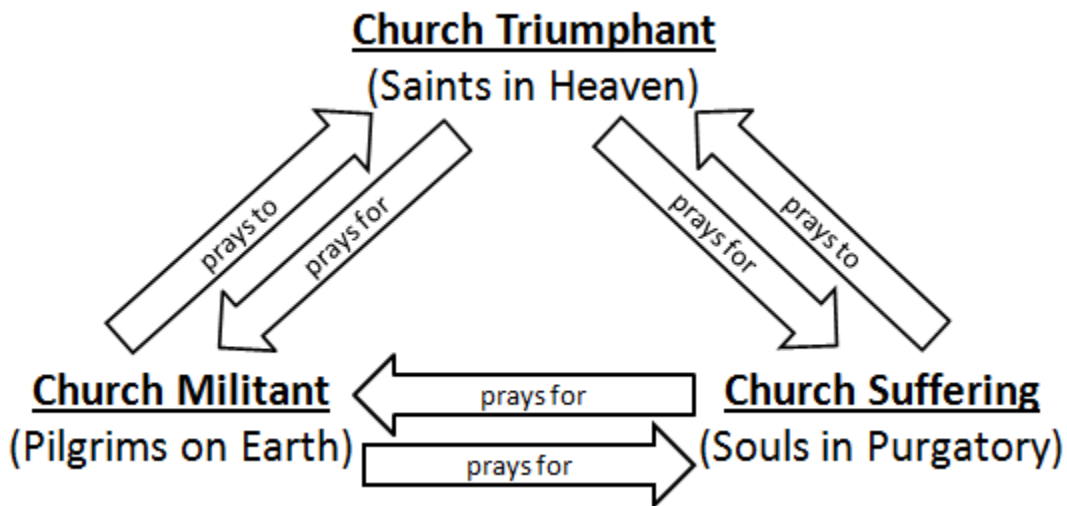 Church Triumphant
(Saints in Heaven)
prays to
prays for
prays for
prays to
Church Militant
(Pilgrims on Earth)
prays for
prays for
Church Suffering
(Souls in Purgatory)